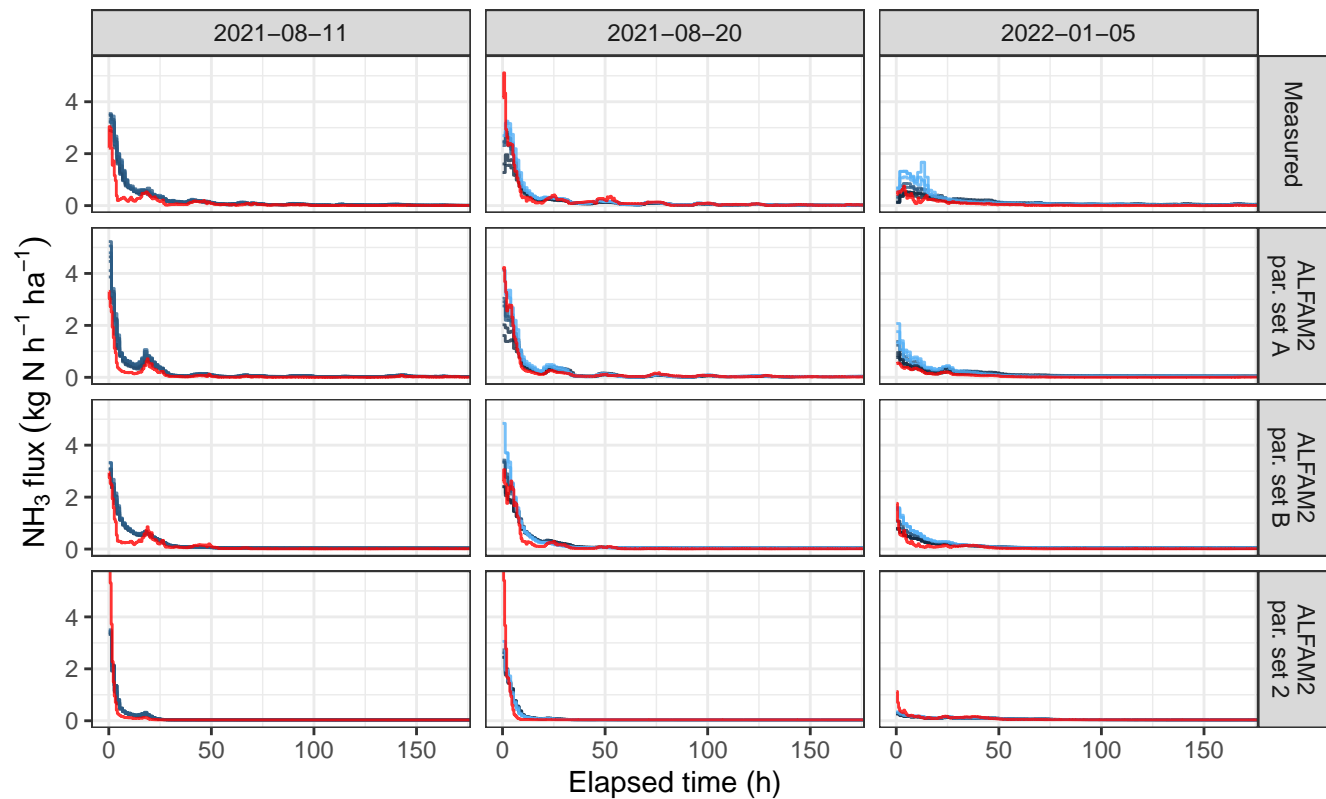 2021−08−11
2021−08−20
2022−01−05
NH₃ flux (kg N h⁻¹ ha⁻¹)
4
2
0
Measured
4
2
0
ALFAM2
par. set A
4
2
0
ALFAM2
par. set B
4
2
0
ALFAM2
par. set 2
0 50 100 150
0 50 100 150
0 50 100 150
Elapsed time (h)